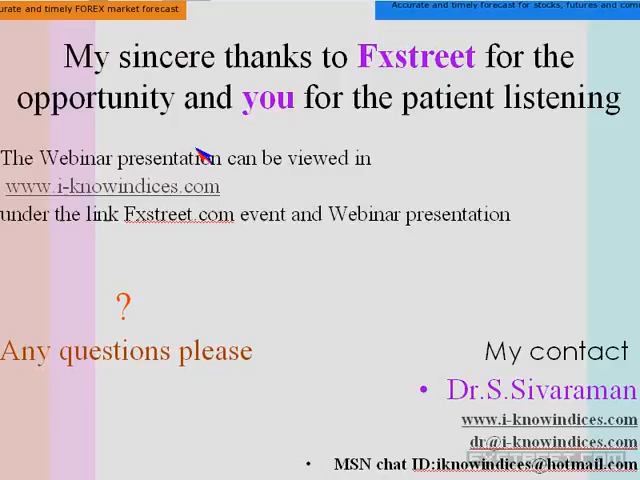 urate and timely FOREX market forecast
Accurate and timely forecast for stocks, futures and com
My sincere thanks to Fxstreet for the
opportunity and you for the patient listening
The Webinar presentation can be viewed in
www.i-knowindices.com
under the link Fxstreet.com event and Webinar presentation
?
Any questions please
My contact
• Dr.S.Sivaraman
www.i-knowindices.com
dr@i-knowindices.com
FXSTREET.COM
• MSN chat ID:iknowindices@hotmail.com